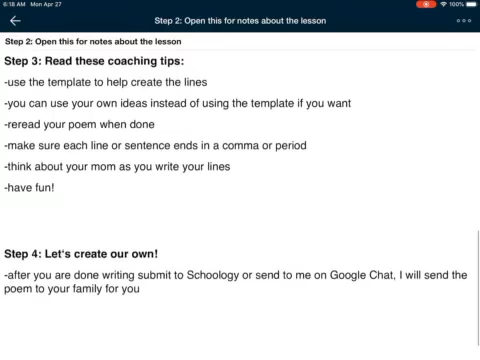 6:18 AM Mon Apr 27
100%
Step 2: Open this for notes about the lesson
Step 2: Open this for notes about the lesson
Step 3: Read these coaching tips:
-use the template to help create the lines
-you can use your own ideas instead of using the template if you want
-reread your poem when done
-make sure each line or sentence ends in a comma or period
-think about your mom as you write your lines
-have fun!
Step 4: Let's create our own!
-after you are done writing submit to Schoology or send to me on Google Chat, I will send the
poem to your family for you